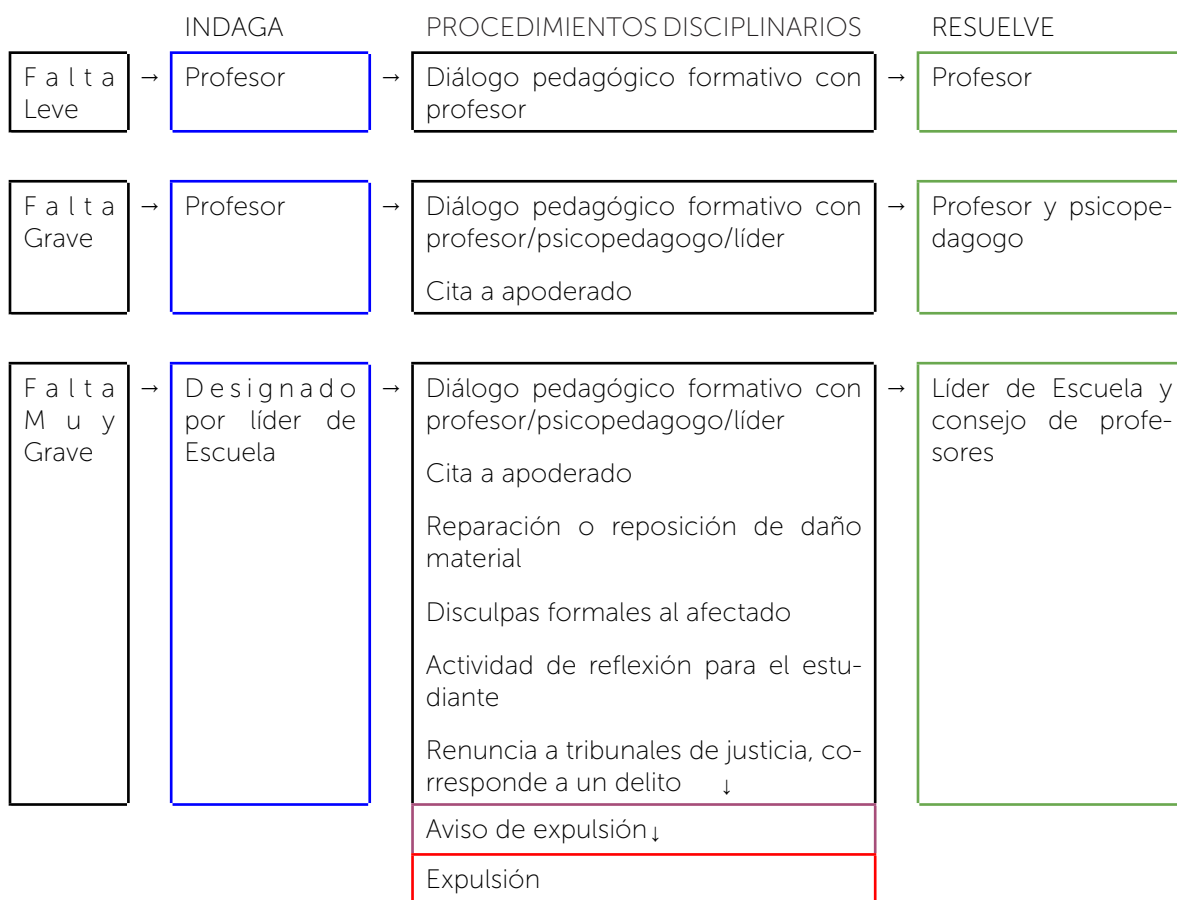 INDAGA PROCEDIMIENTOS DISCIPLINARIOS RESUELVE
Falta
Leve
→
Profesor
→
Diálogo pedagógico formativo con
profesor
→
Profesor
Falta
Grave
→
Profesor
→
Diálogo pedagógico formativo con
profesor/psicopedagogo/líder
Cita a apoderado
→
Profesor y psicope-
dagogo
Falta
Muy
Grave
→
Designado
por líder de
Escuela
→
Diálogo pedagógico formativo con
profesor/psicopedagogo/líder
Cita a apoderado
Reparación o reposición de daño
material
Disculpas formales al afectado
Actividad de reflexión para el estu-
diante
Renuncia a tribunales de justicia, co-
rresponde a un delito ↓
Aviso de expulsión↓
Expulsión
→
Líder de Escuela y
consejo de profe-
sores